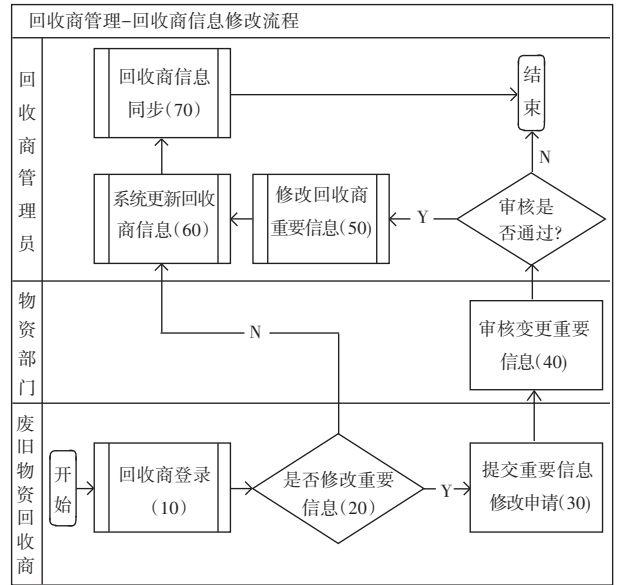 回收商管理-回收商信息修改流程
回收商管理员
回收商信息
同步(70)
结束
N
系统更新回收
商信息(60)
修改回收商
重要信息(50)
Y
审核是
否通过?
物资部门
N
审核变更重要
信息(40)
废旧物资回收商
开始
回收商登录
(10)
是否修改重要
信息(20)
Y
提交重要信息
修改申请(30)